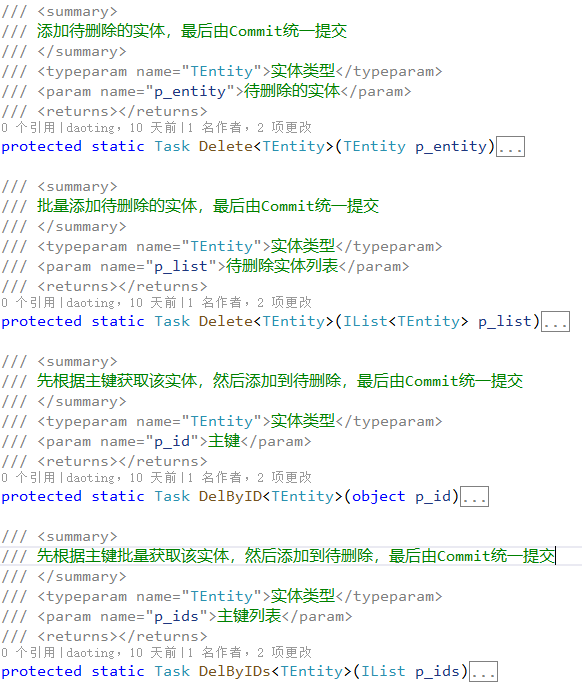 /// <summary>
/// 添加待删除的实体，最后由Commit统一提交
/// </summary>
/// <typeparam name="TEntity">实体类型</typeparam>
/// <param name="p_entity">待删除的实体</param>
/// <returns></returns>
0 个引用|daoting，10 天前|1 名作者，2 项更改
protected static Task Delete<TEntity>(TEntity p_entity)...
/// <summary>
/// 批量添加待删除的实体，最后由Commit统一提交
/// </summary>
/// <typeparam name="TEntity">实体类型</typeparam>
/// <param name="p_list">待删除实体列表</param>
/// <returns></returns>
0 个引用|daoting，10 天前|1 名作者，2 项更改
protected static Task Delete<TEntity>(IList<TEntity> p_list)...
/// <summary>
/// 先根据主键获取该实体，然后添加到待删除，最后由Commit统一提交
/// </summary>
/// <typeparam name="TEntity">实体类型</typeparam>
/// <param name="p_id">主键</param>
/// <returns></returns>
0 个引用|daoting，10 天前|1 名作者，2 项更改
protected static Task DelByID<TEntity>(object p_id)...
/// <summary>
/// 先根据主键批量获取该实体，然后添加到待删除，最后由Commit统一提交
/// </summary>
/// <typeparam name="TEntity">实体类型</typeparam>
/// <param name="p_ids">主键列表</param>
/// <returns></returns>
0 个引用|daoting，10 天前|1 名作者，2 项更改
protected static Task DelByIDs<TEntity>(IList p_ids)...